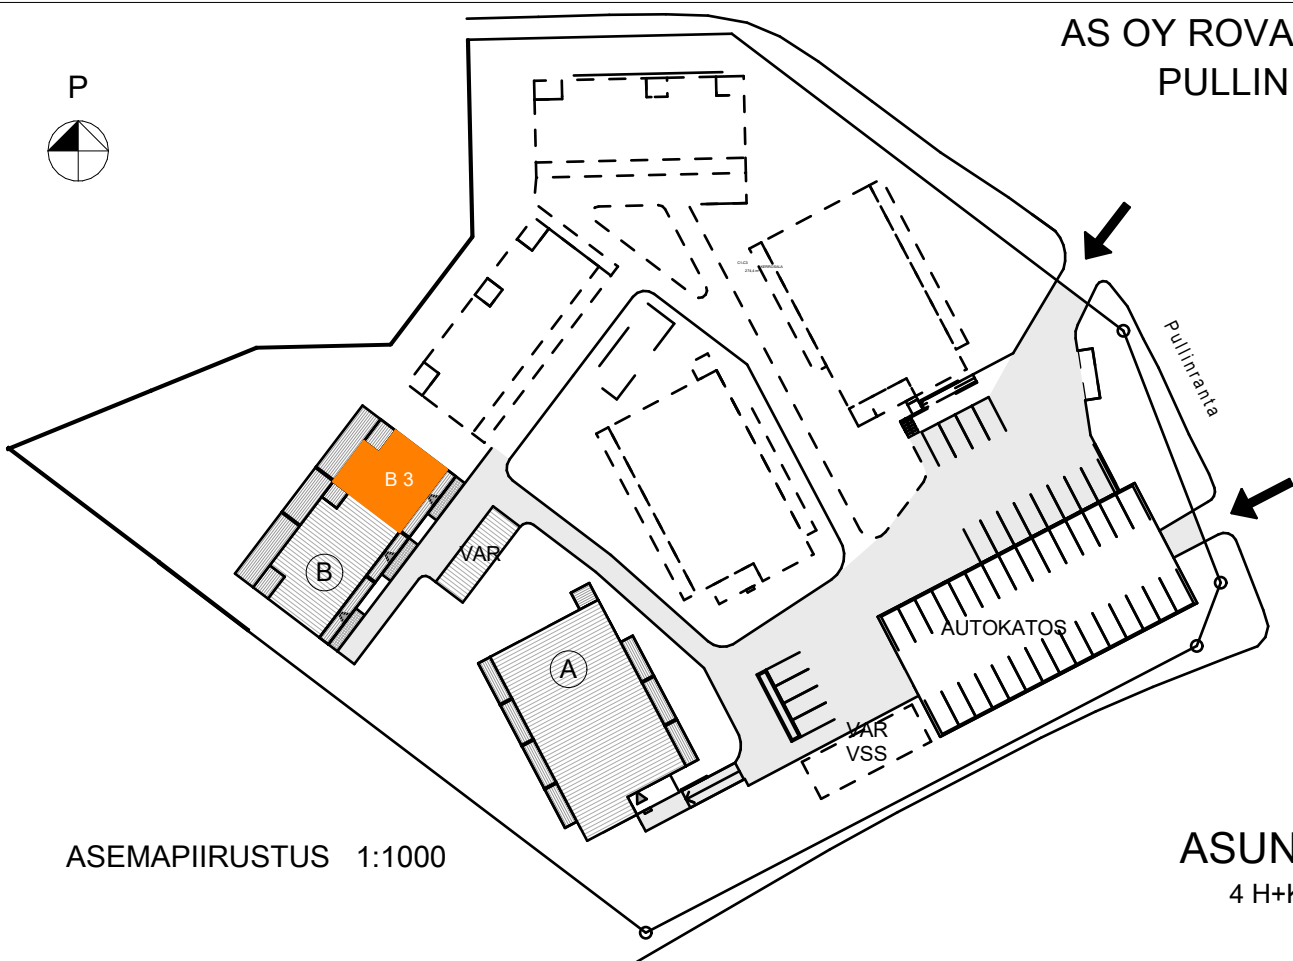 AS OY ROVA
PULLIN
P
Pullinranta
B 3
VAR
B
A
AUTOKATOS
VAR
VSS
ASEMAPIIRUSTUS 1:1000
ASUN
4 H+K